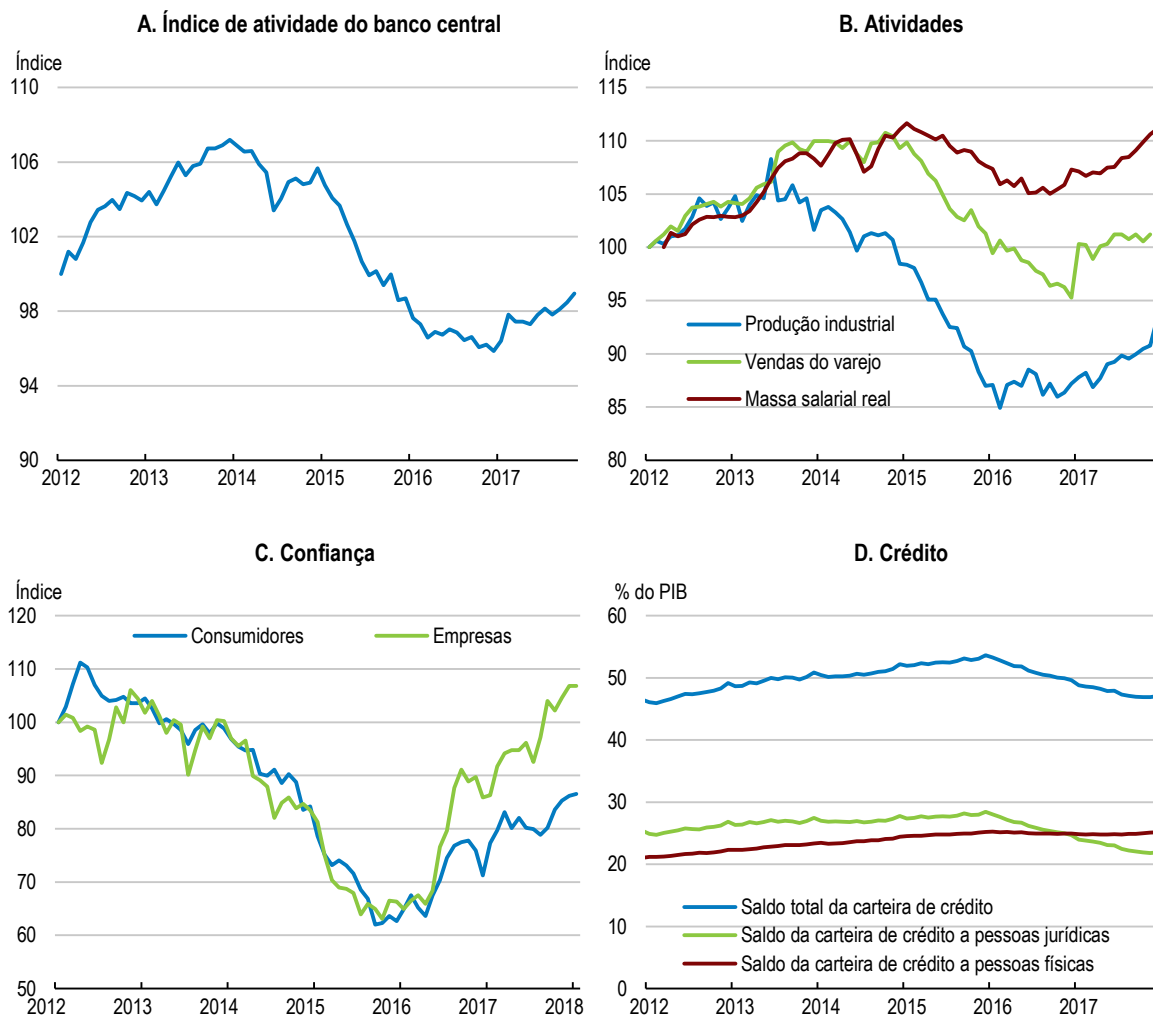 A. Índice de atividade do banco central
Índice
110
106
102
98
94
90
2012 2013 2014 2015 2016 2017
B. Atividades
Índice
115
110
105
100
95
90
85
80
Produção industrial
Vendas do varejo
Massa salarial real
2012 2013 2014 2015 2016 2017
C. Confiança
Índice
120
110
100
90
80
70
60
50
Consumidores Empresas
2012 2013 2014 2015 2016 2017 2018
D. Crédito
% do PIB
60
50
40
30
20
10
0
Saldo total da carteira de crédito
Saldo da carteira de crédito a pessoas jurídicas
Saldo da carteira de crédito a pessoas físicas
2012 2013 2014 2015 2016 2017